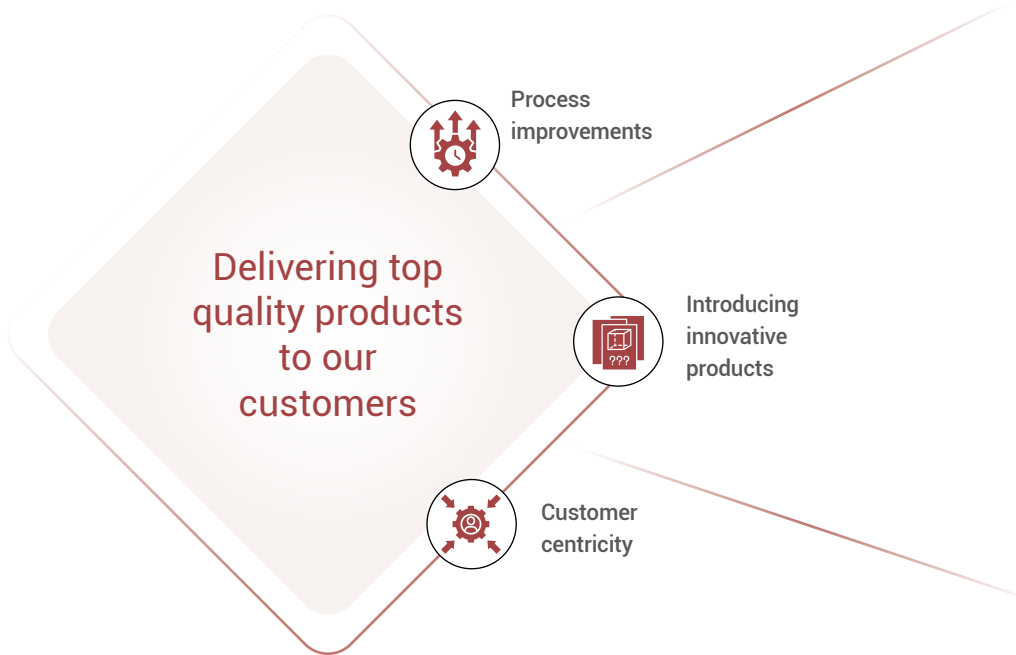 Process
improvements
Delivering top
quality products
to our
customers
Introducing
innovative
products
???
Customer
centricity